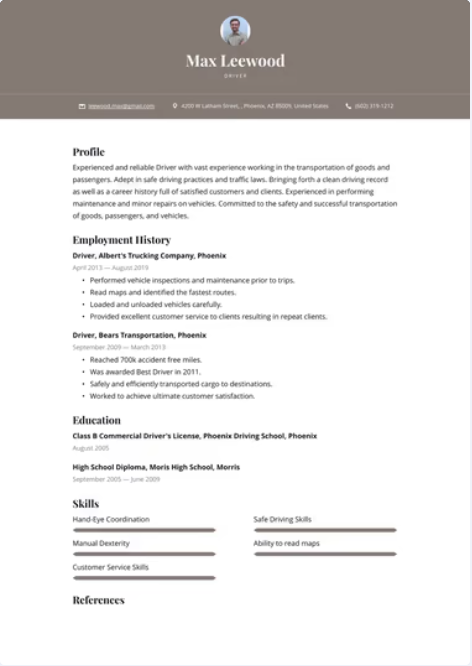 Max Leewood
DRIVER
leewood.max@gmail.com 4200 W Latham Street, , Phoenix, AZ 85009, United States (602) 319-1212
Profile
Experienced and reliable Driver with vast experience working in the transportation of goods and
passengers. Adept in safe driving practices and traffic laws. Bringing forth a clean driving record
as well as a career history full of satisfied customers and clients. Experienced in performing
maintenance and minor repairs on vehicles. Committed to the safety and successful transportation
of goods, passengers, and vehicles.
Employment History
Driver, Albert's Trucking Company, Phoenix
April 2013 — August 2019
• Performed vehicle inspections and maintenance prior to trips.
• Read maps and identified the fastest routes.
• Loaded and unloaded vehicles carefully.
• Provided excellent customer service to clients resulting in repeat clients.
Driver, Bears Transportation, Phoenix
September 2009 — March 2013
• Reached 700k accident free miles.
• Was awarded Best Driver in 2011.
• Safely and efficiently transported cargo to destinations.
• Worked to achieve ultimate customer satisfaction.
Education
Class B Commercial Driver's License, Phoenix Driving School, Phoenix
August 2005
High School Diploma, Moris High School, Morris
September 2005 — June 2009
Skills
Hand-Eye Coordination Safe Driving Skills
Manual Dexterity Ability to read maps
Customer Service Skills
References